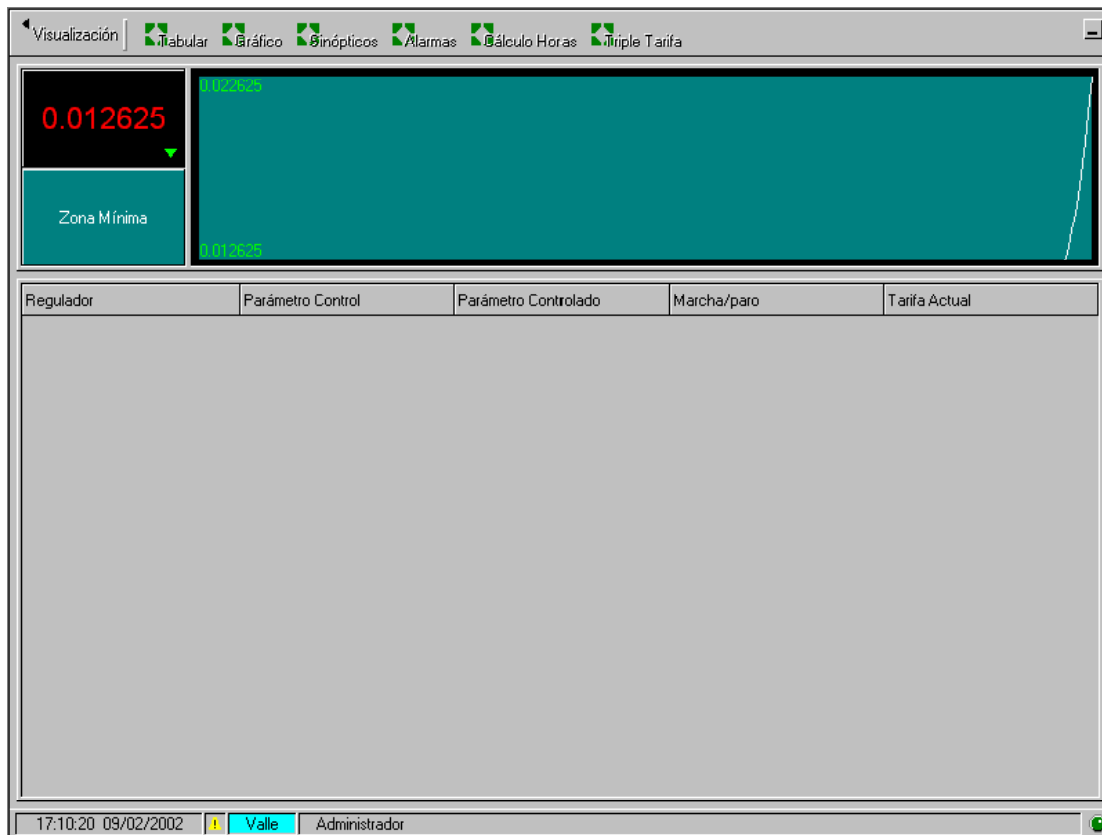 Visualización Tabular Gráfico Sinópticos Alarmas Cálculo Horas Triple Tarifa
0.022625
0.012625
Zona Mínima
0.012625
Regulador Parámetro Control Parámetro Controlado Marcha/paro Tarifa Actual
17:10:20 09/02/2002 Valle Administrador